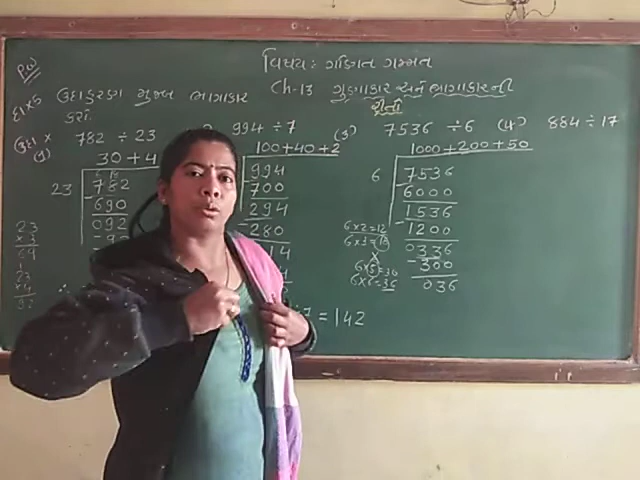 વિષય : ગણિત ગમ્મત
Ch-13 ગુણાકાર અને ભાગાકારની
રીતો
ઉદાહરણ મુજબ ભાગાકાર
કરો.
782 ÷ 23
994 ÷ 7
7536 ÷ 6
884 ÷ 17
30 + 4
23
782
690
092
100 + 40 + 2
994
- 700
294
- 280
142
1000 + 200 + 50
6
7536
- 6000
1536
- 1200
0336
- 300
036
6 x 2 = 12
6 x 3 = 18
6 x 5 = 30
6 x 6 = 36
23
x 3
69
23
x 4